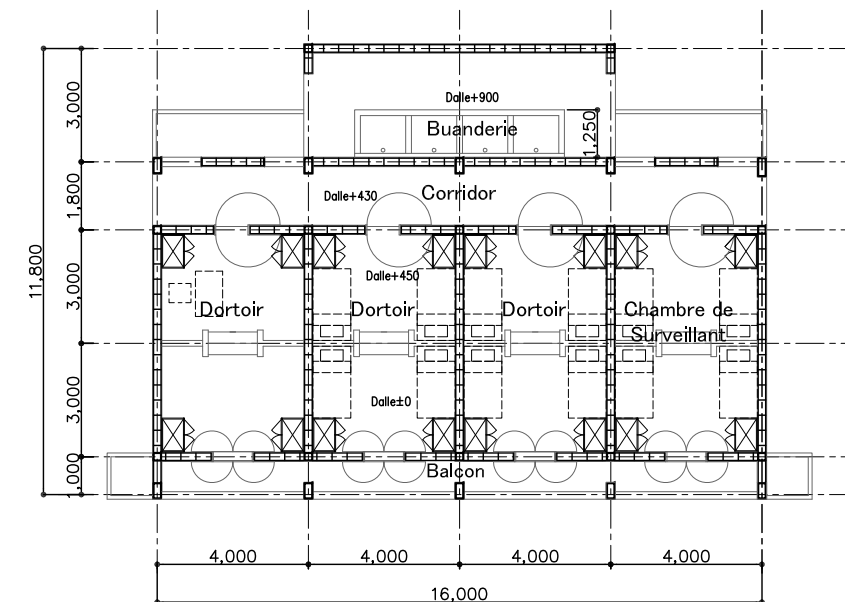 3,000
Dalle+900
1,250
Buanderie
1,800
Dalle+430
Corridor
11,800
3,000
Dalle+450
Dortoir
Dortoir
Dortoir
Chambre de
Surveillant
3,000
Dalle±0
1,000
Balcon
4,000
4,000
4,000
4,000
16,000